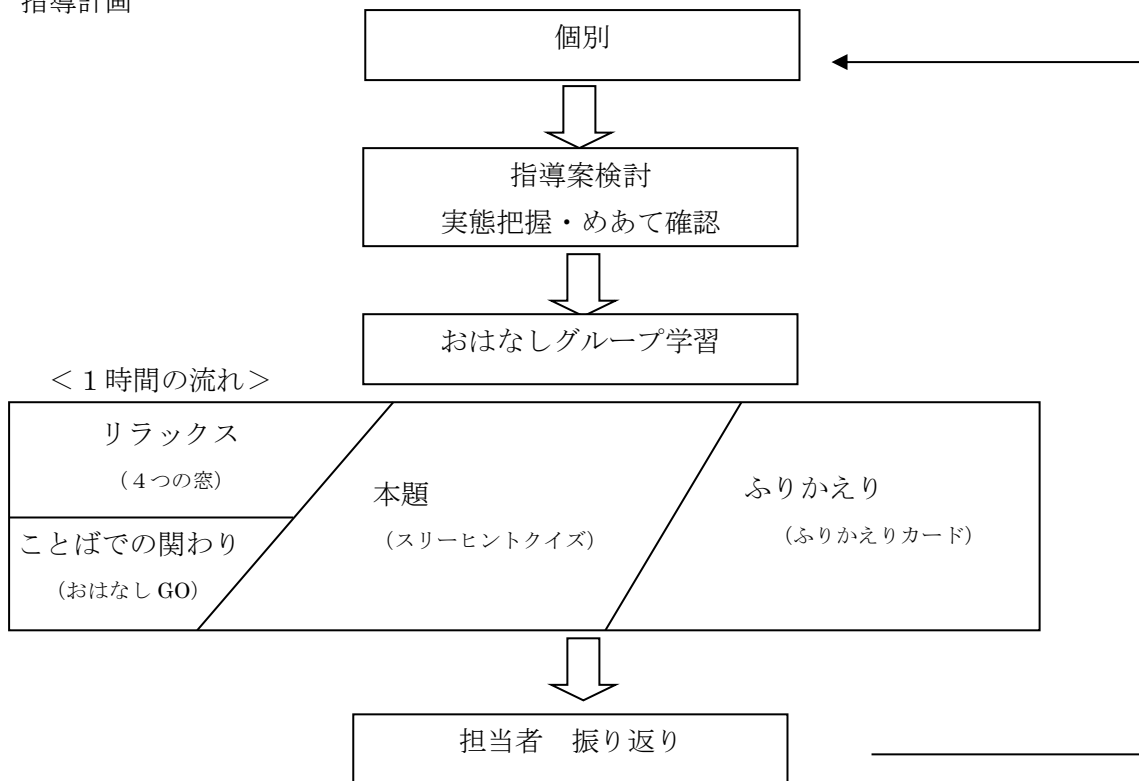 指導計画
個別
指導案検討
実態把握・めあて確認
おはなしグループ学習
＜１時間の流れ＞
リラックス
（４つの窓）
ことばでの関わり
（おはなし GO）
本題
（スリーヒントクイズ）
ふりかえり
（ふりかえりカード）
担当者　振り返り